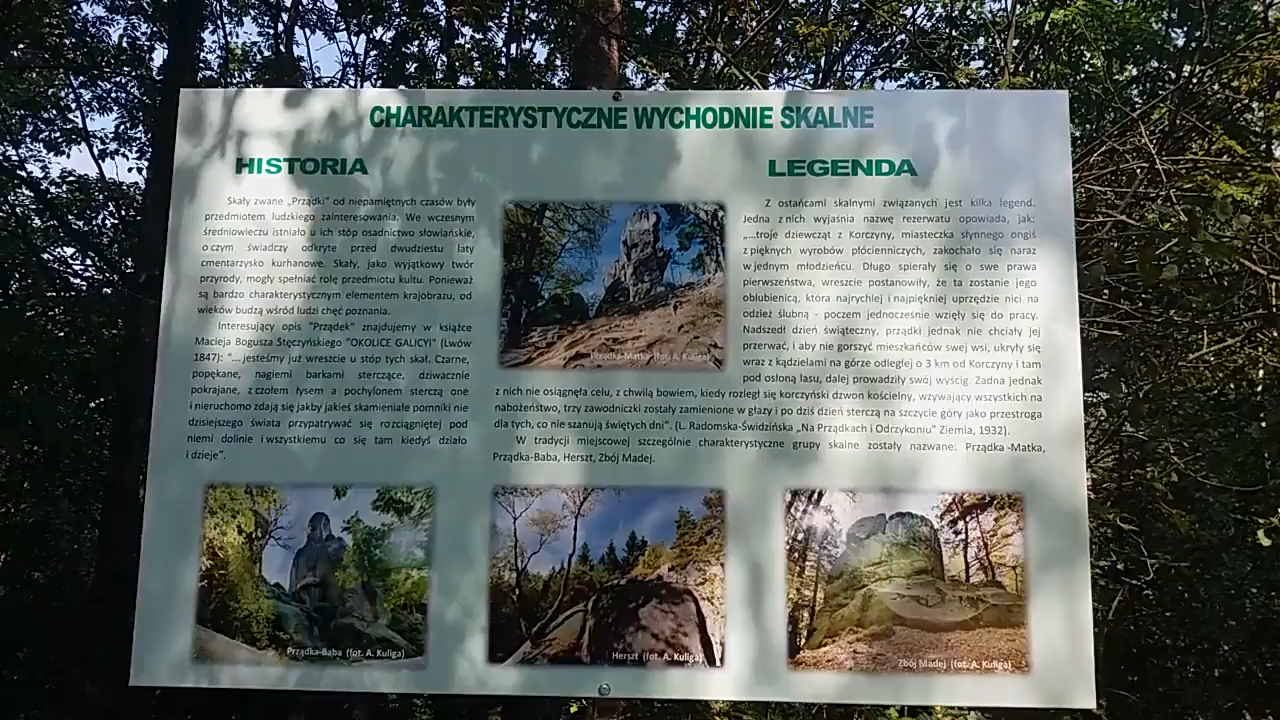 CHARAKTERYSTYCZNE WYCHODNIE SKALNE
HISTORIA
Skały zwane „Prządki" od niepamiętnych czasów były
przedmiotem ludzkiego zainteresowania. We wczesnym
średniowieczu istniało u ich stóp osadnictwo słowiańskie,
o czym świadczy odkryte przed dwudziestu laty
cmentarzysko kurhanowe. Skały, jako wyjątkowy twór
przyrody, mogły spełniać rolę przedmiotu kultu. Ponieważ
są bardzo charakterystycznym elementem krajobrazu, od
wieków budzą wśród ludzi chęć poznania.
Interesujący opis "Prządek" znajdujemy w książce
Macieja Bogusza Stęczyńskiego "OKOLICE GALICYI" (Lwów
1847): "... jesteśmy już wreszcie u stóp tych skał. Czarne,
popękane, nagiemi barkami sterczące, dziwacznie
pokrajane, z czołem łysem a pochylonem sterczą one
i nieruchomo zdają się jakby jakieś skamieniałe pomniki nie
dzisiejszego świata przypatrywać się rozciągniętej pod
niemi dolinie i wszystkiemu co się tam kiedyś działo
i dzieje".
LEGENDA
Z ostańcami skalnymi związanych jest kilka legend.
Jedna z nich wyjaśnia nazwę rezerwatu opowiada, jak:
„...troje dziewcząt z Korczyny, miasteczka słynnego ongiś
z pięknych wyrobów płócienniczych, zakochało się naraz
w jednym młodzieńcu. Długo spierały się o swe prawa
pierwszeństwa, wreszcie postanowiły, że ta zostanie jego
oblubienicą, która najrychlej i najpiękniej uprzędzie nici na
odzież ślubną - poczem jednocześnie wzięły się do pracy.
Nadszedł dzień świąteczny, prządki jednak nie chciały jej
przerwać, i aby nie gorszyć mieszkańców swej wsi, ukryły się
wraz z kądzielami na górze odległej o 3 km od Korczyny i tam
pod osłoną lasu, dalej prowadziły swój wyścig. Żadna jednak
z nich nie osiągnęła celu, z chwilą bowiem, kiedy rozległ się korczyński dzwon kościelny, wzywający wszystkich na
nabożeństwo, trzy zawodniczki zostały zamienione w głazy i po dziś dzień sterczą na szczycie góry jako przestroga
dla tych, co nie szanują świętych dni". (L. Radomska-Świdzińska „Na Prządkach i Odrzykoniu" Ziemia, 1932).
W tradycji miejscowej szczególnie charakterystyczne grupy skalne zostały nazwane: Prządka -Matka,
Prządka-Baba, Herszt, Zbój Madej.
Prządka-Matka (fot. A. Kuliga)
Prządka-Baba (fot. A. Kuliga)
Herszt (fot. A. Kuliga)
Zbój Madej (fot. A. Kuliga)